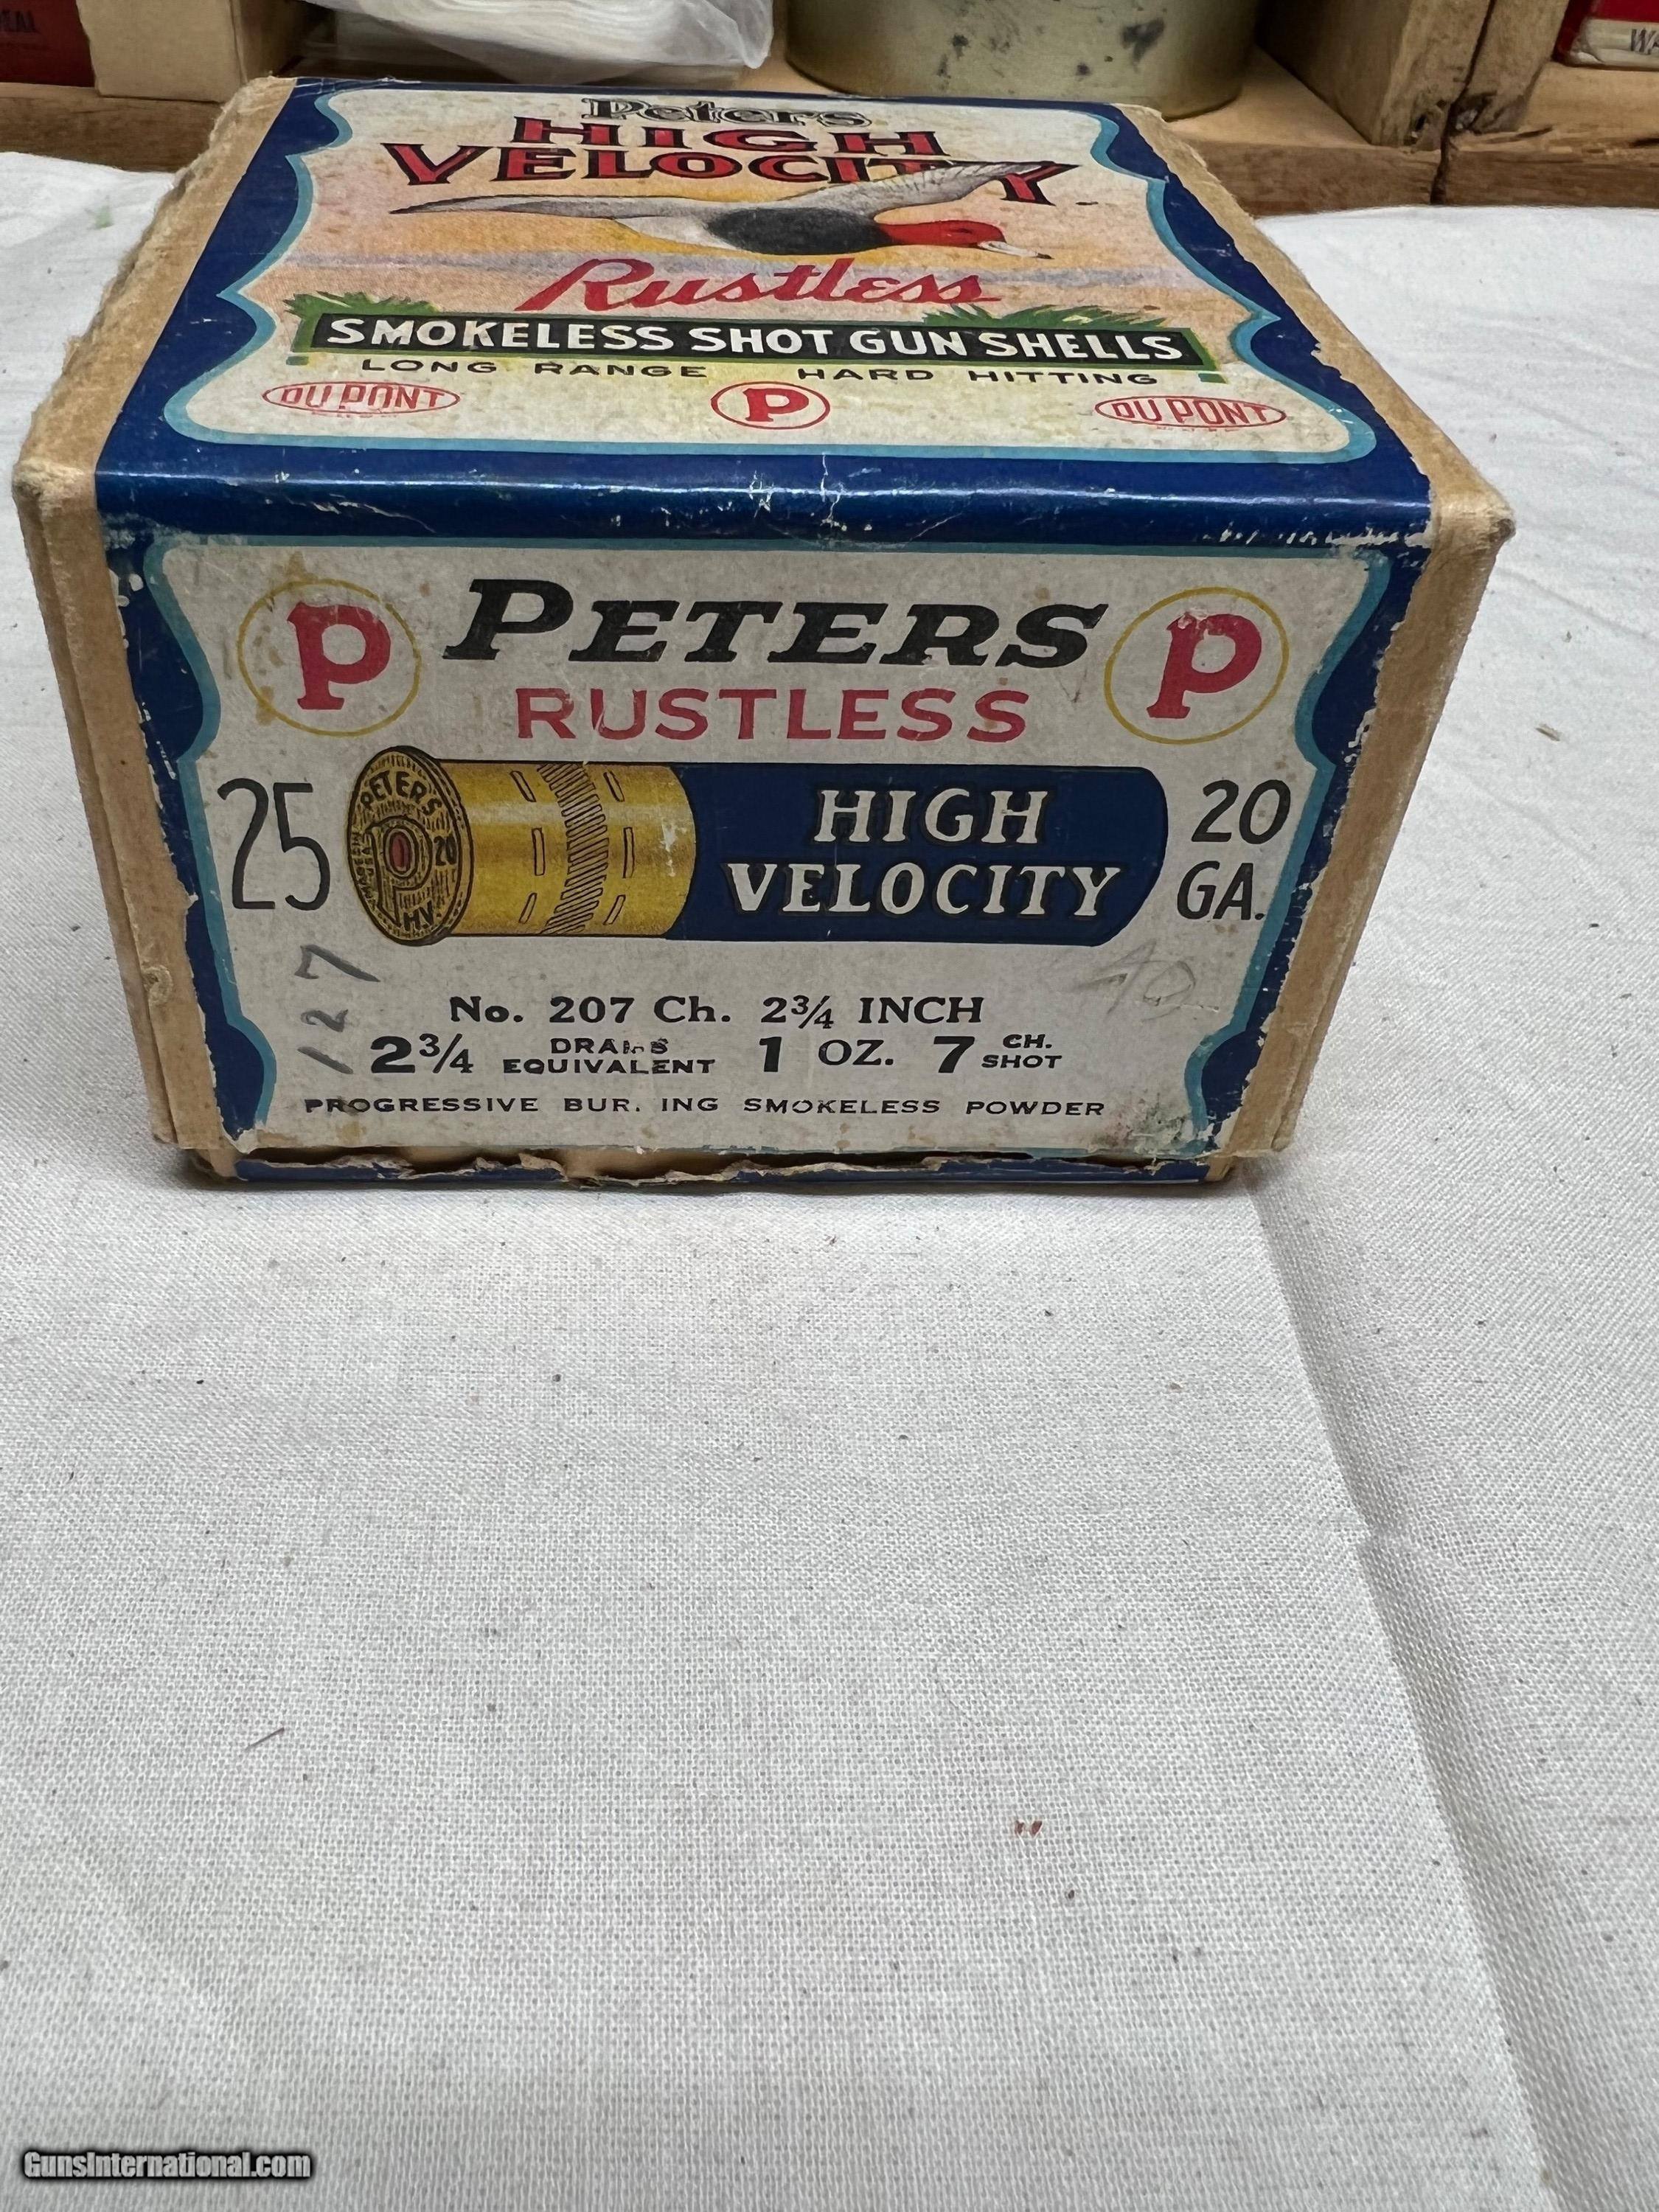 Peters
HIGH
VELOCITY
Rustless
SMOKELESS SHOT GUN SHELLS
LONG RANGE HARD HITTING
DU PONT P DU PONT
P PETERS P
RUSTLESS
25
PETERS
20
H.V.
HIGH
VELOCITY
20
GA.
127
40
No. 207 Ch. 2¾ INCH
2¾ DRAMS EQUIVALENT 1 OZ. 7 CH. SHOT
PROGRESSIVE BUR. ING SMOKELESS POWDER
GunsInternational.com